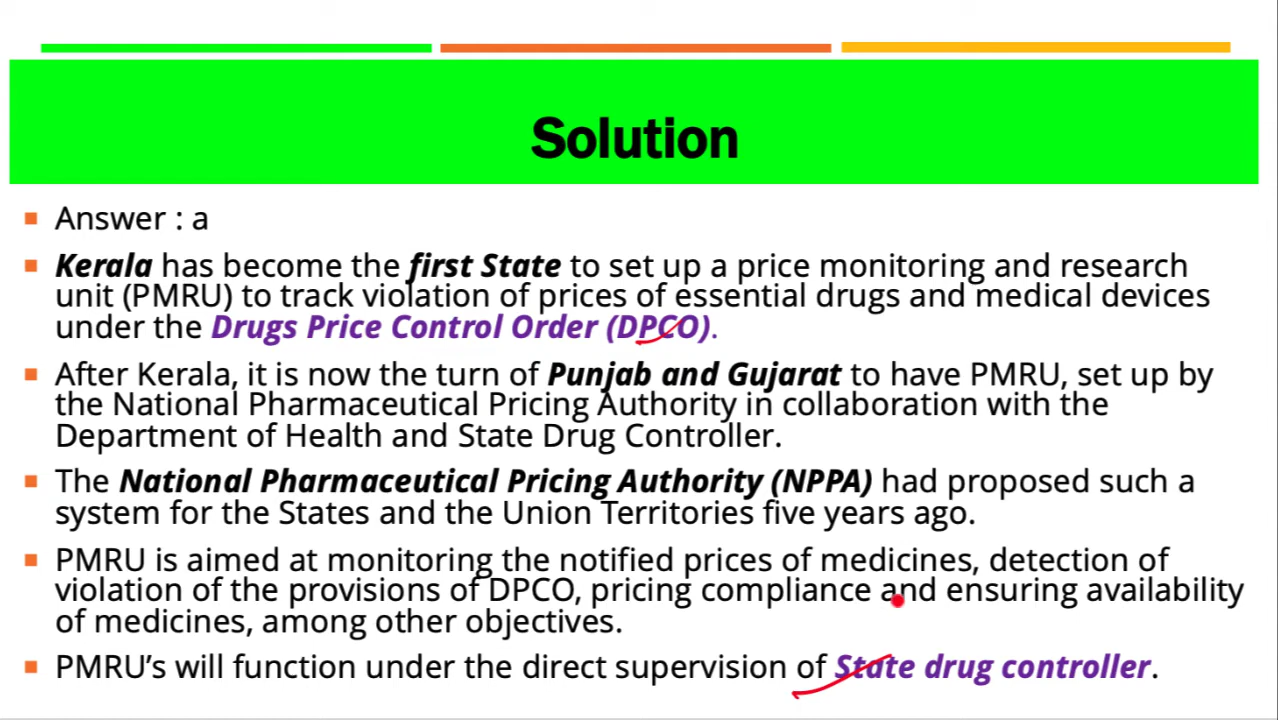 Solution
Answer : a
Kerala has become the first State to set up a price monitoring and research
unit (PMRU) to track violation of prices of essential drugs and medical devices
under the Drugs Price Control Order (DPCO).
After Kerala, it is now the turn of Punjab and Gujarat to have PMRU, set up by
the National Pharmaceutical Pricing Authority in collaboration with the
Department of Health and State Drug Controller.
The National Pharmaceutical Pricing Authority (NPPA) had proposed such a
system for the States and the Union Territories five years ago.
PMRU is aimed at monitoring the notified prices of medicines, detection of
violation of the provisions of DPCO, pricing compliance and ensuring availability
of medicines, among other objectives.
PMRU’s will function under the direct supervision of State drug controller.